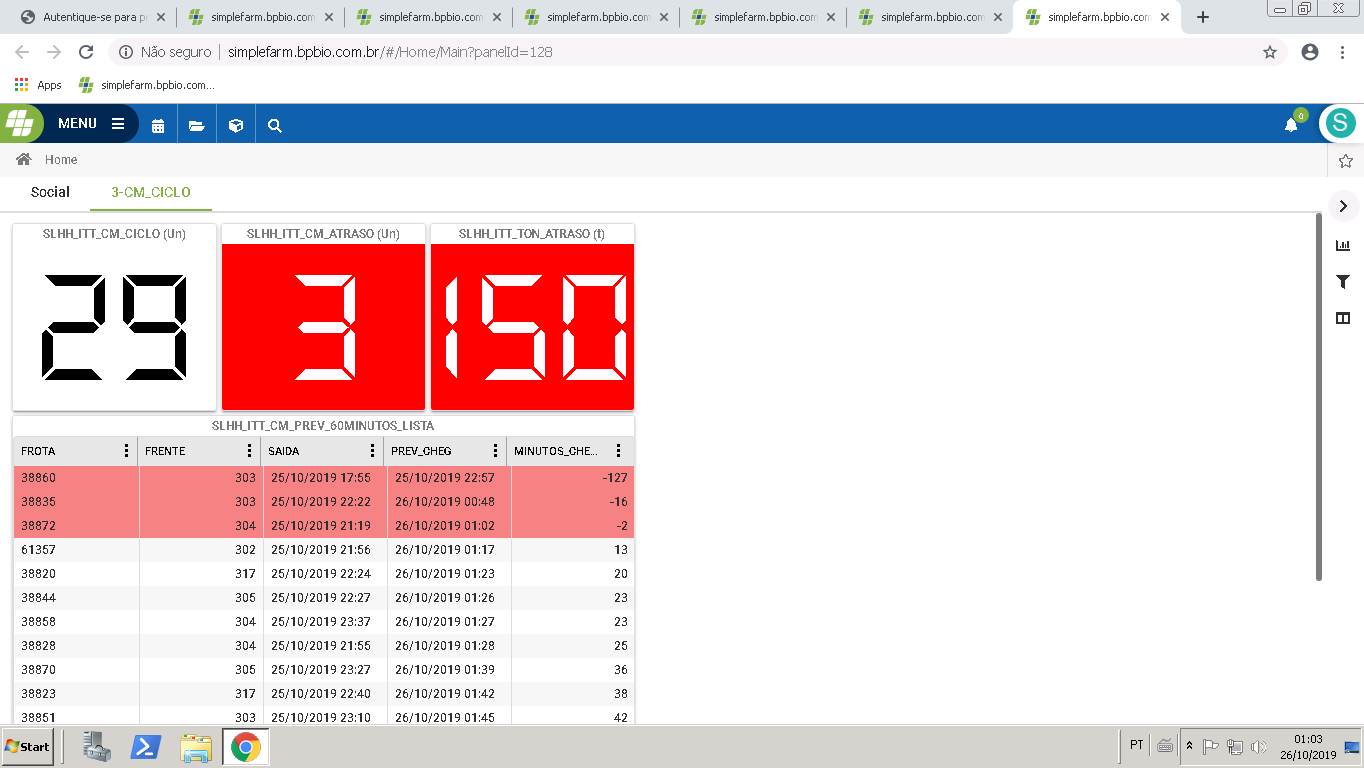 Autentique-se para p
simplefarm.bpbio.com.
simplefarm.bpbio.com.
simplefarm.bpbio.com.
simplefarm.bpbio.com.
simplefarm.bpbio.com.
simplefarm.bpbio.com
Não seguro | simplefarm.bpbio.com.br/#/Home/Main?panelId=128
Apps simplefarm.bpbio.com...
MENU
0
S
Home
Social 3-CM_CICLO
SLHH_ITT_CM_CICLO (Un) SLHH_ITT_CM_ATRASO (Un) SLHH_ITT_TON_ATRASO (t)
29 3 150
SLHH_ITT_CM_PREV_60MINUTOS_LISTA
FROTA FRENTE SAIDA PREV_CHEG MINUTOS_CHE...
38860 303 25/10/2019 17:55 25/10/2019 22:57 -127
38835 303 25/10/2019 22:22 26/10/2019 00:48 -16
38872 304 25/10/2019 21:19 26/10/2019 01:02 -2
61357 302 25/10/2019 21:56 26/10/2019 01:17 13
38820 317 25/10/2019 22:24 26/10/2019 01:23 20
38844 305 25/10/2019 22:27 26/10/2019 01:26 23
38858 304 25/10/2019 23:37 26/10/2019 01:27 23
38828 304 25/10/2019 21:55 26/10/2019 01:28 25
38870 305 25/10/2019 23:27 26/10/2019 01:39 36
38823 317 25/10/2019 22:40 26/10/2019 01:42 38
38851 303 25/10/2019 23:10 26/10/2019 01:45 42
Start PT 01:03
26/10/2019